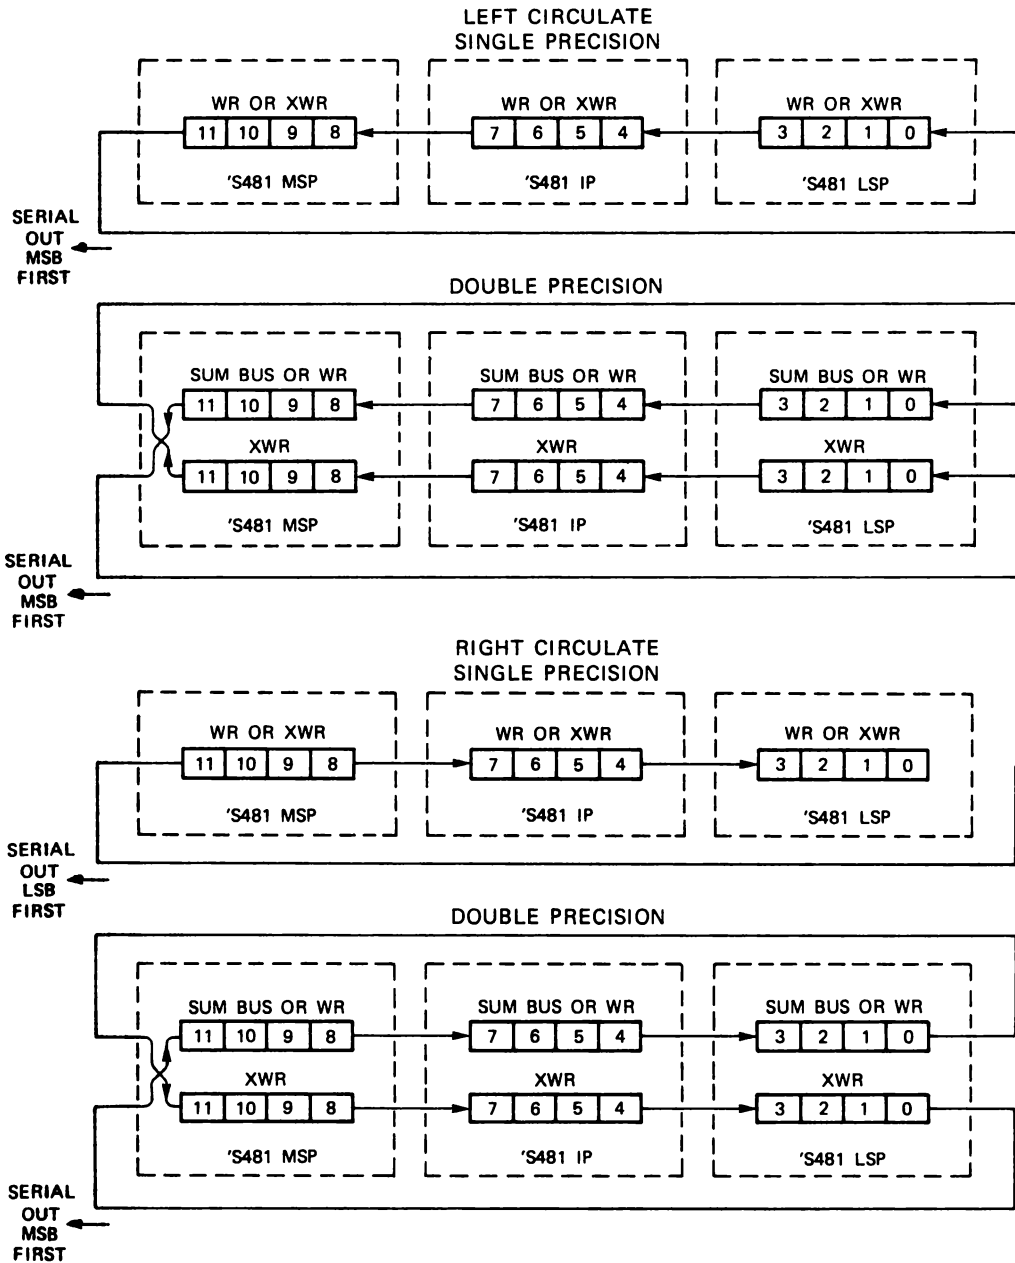 LEFT CIRCULATE
SINGLE PRECISION
WR OR XWR
11 10 9 8
'S481 MSP
WR OR XWR
7 6 5 4
'S481 IP
WR OR XWR
3 2 1 0
'S481 LSP
SERIAL
OUT
MSB
FIRST
DOUBLE PRECISION
SUM BUS OR WR
11 10 9 8
XWR
11 10 9 8
'S481 MSP
SUM BUS OR WR
7 6 5 4
XWR
7 6 5 4
'S481 IP
SUM BUS OR WR
3 2 1 0
XWR
3 2 1 0
'S481 LSP
SERIAL
OUT
MSB
FIRST
RIGHT CIRCULATE
SINGLE PRECISION
WR OR XWR
11 10 9 8
'S481 MSP
WR OR XWR
7 6 5 4
'S481 IP
WR OR XWR
3 2 1 0
'S481 LSP
SERIAL
OUT
LSB
FIRST
DOUBLE PRECISION
SUM BUS OR WR
11 10 9 8
XWR
11 10 9 8
'S481 MSP
SUM BUS OR WR
7 6 5 4
XWR
7 6 5 4
'S481 IP
SUM BUS OR WR
3 2 1 0
XWR
3 2 1 0
'S481 LSP
SERIAL
OUT
MSB
FIRST